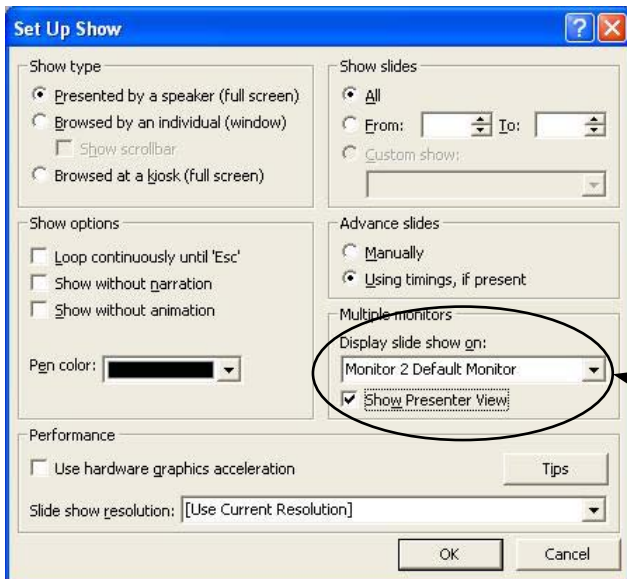 Set Up Show
Show type
Presented by a speaker (full screen)
Browsed by an individual (window)
Show scrollbar
Browsed at a kiosk (full screen)
Show slides
All
From: To:
Custom show:
Show options
Loop continuously until 'Esc'
Show without narration
Show without animation
Pen color:
Advance slides
Manually
Using timings, if present
Multiple monitors
Display slide show on:
Monitor 2 Default Monitor
Show Presenter View
Performance
Use hardware graphics acceleration
Tips
Slide show resolution: [Use Current Resolution]
OK Cancel